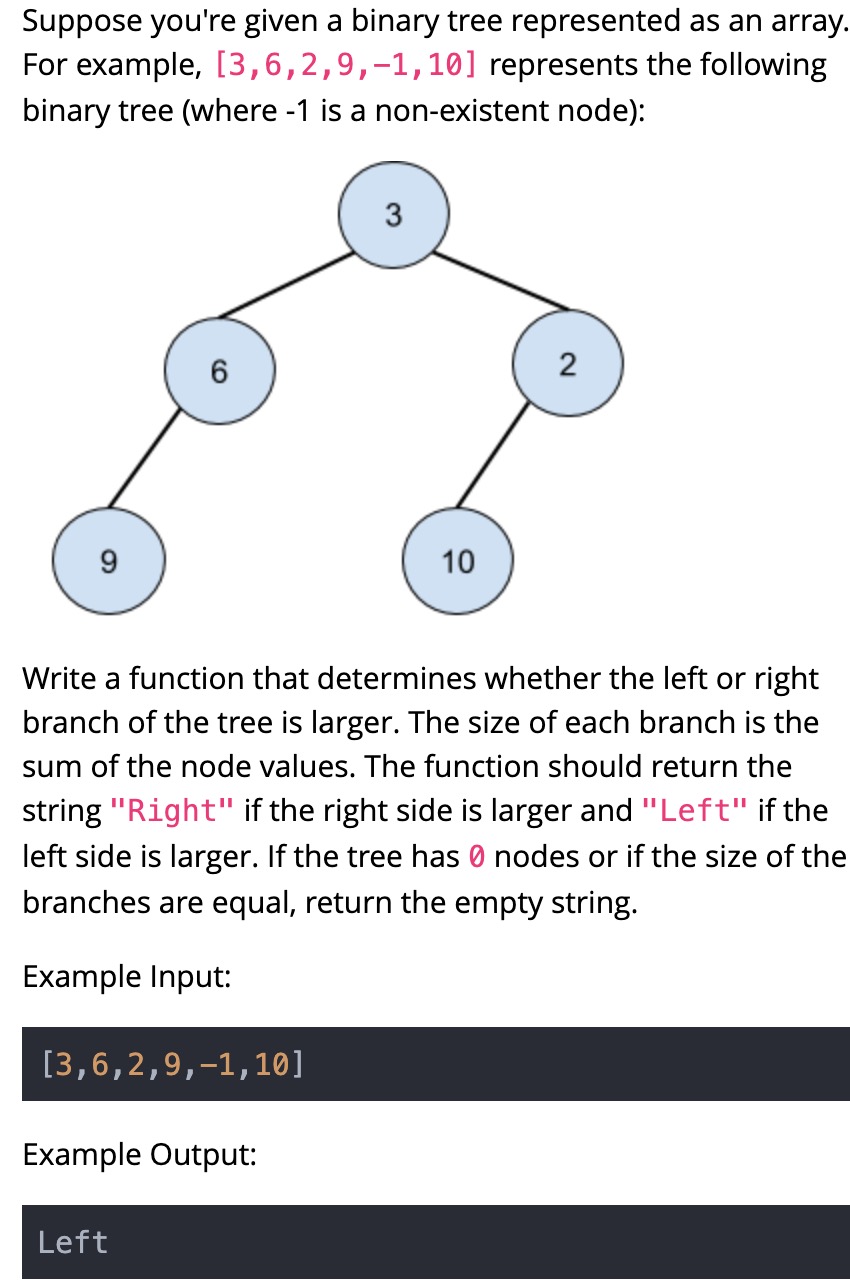 Suppose you're given a binary tree represented as an array.
For example, [3,6,2,9,-1,10] represents the following
binary tree (where -1 is a non-existent node):
3
6
2
9
10
Write a function that determines whether the left or right
branch of the tree is larger. The size of each branch is the
sum of the node values. The function should return the
string "Right" if the right side is larger and "Left" if the
left side is larger. If the tree has 0 nodes or if the size of the
branches are equal, return the empty string.
Example Input:
[3,6,2,9,-1,10]
Example Output:
Left